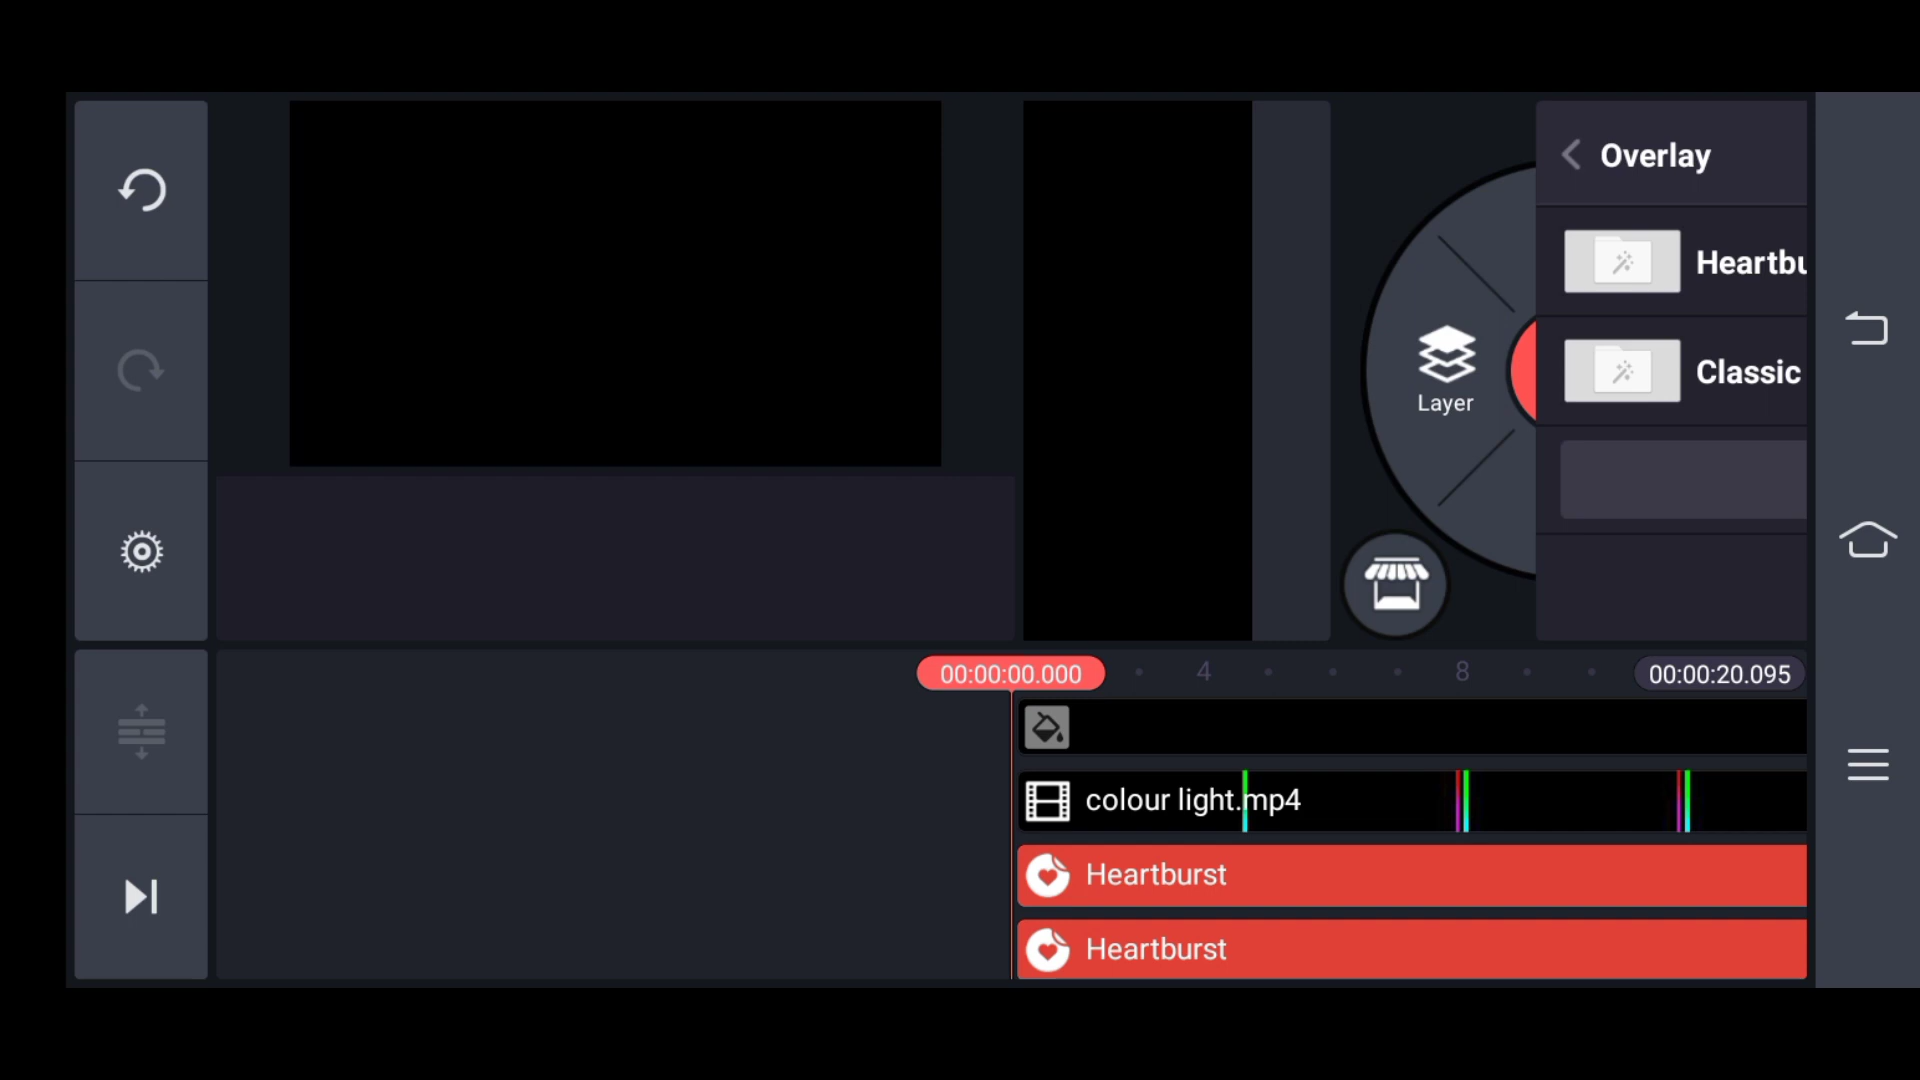 Overlay
Heartbu
Classic
Layer
00:00:00.000
4
8
00:00:20.095
colour light.mp4
Heartburst
Heartburst